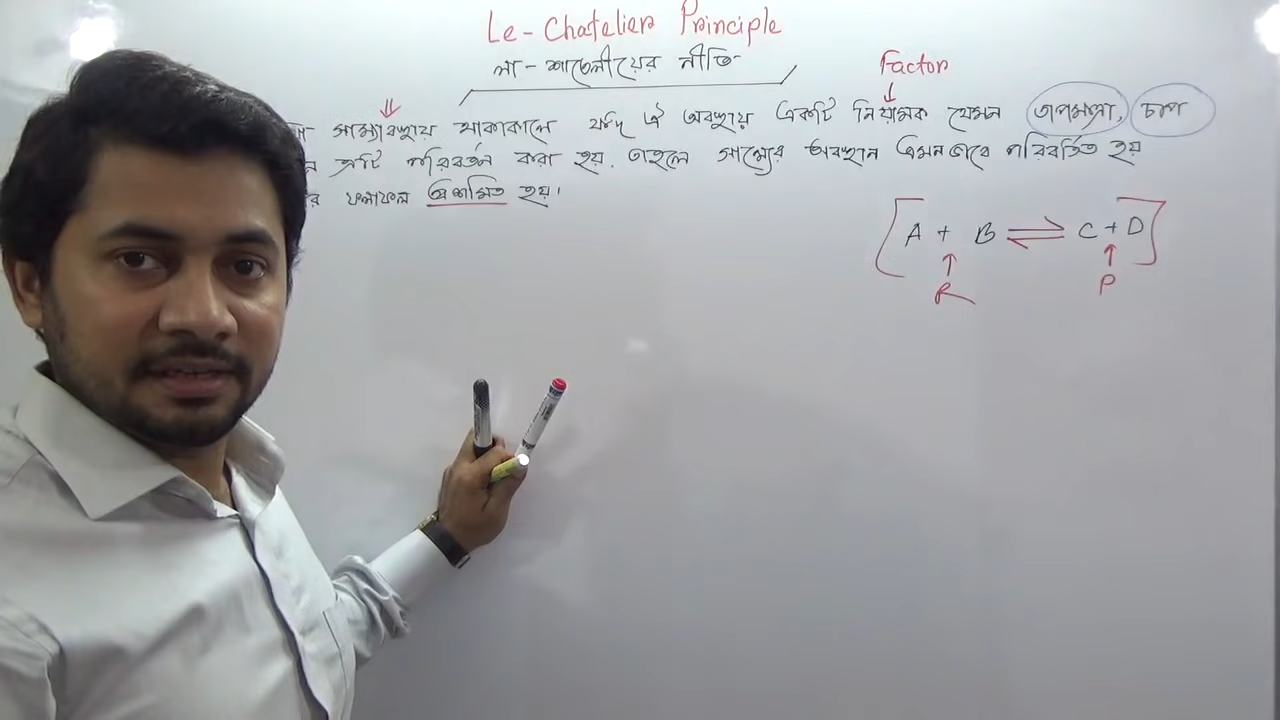 Le-Chatelier Principle
লা-শাতেলীয়ের নীতি
Factor
সাম্যাবস্থায় থাকাকালে যদি ঐ অবস্থায় একটি নিয়ামক যেমন তাপমাত্রা, চাপ
পরিবর্তন করা হয়. তাহলে সাম্যের অবস্থান এমনভাবে পরিবর্তিত হয়
ফলাফল প্রশমিত হয়।
A + B ⇌ C + D
R P